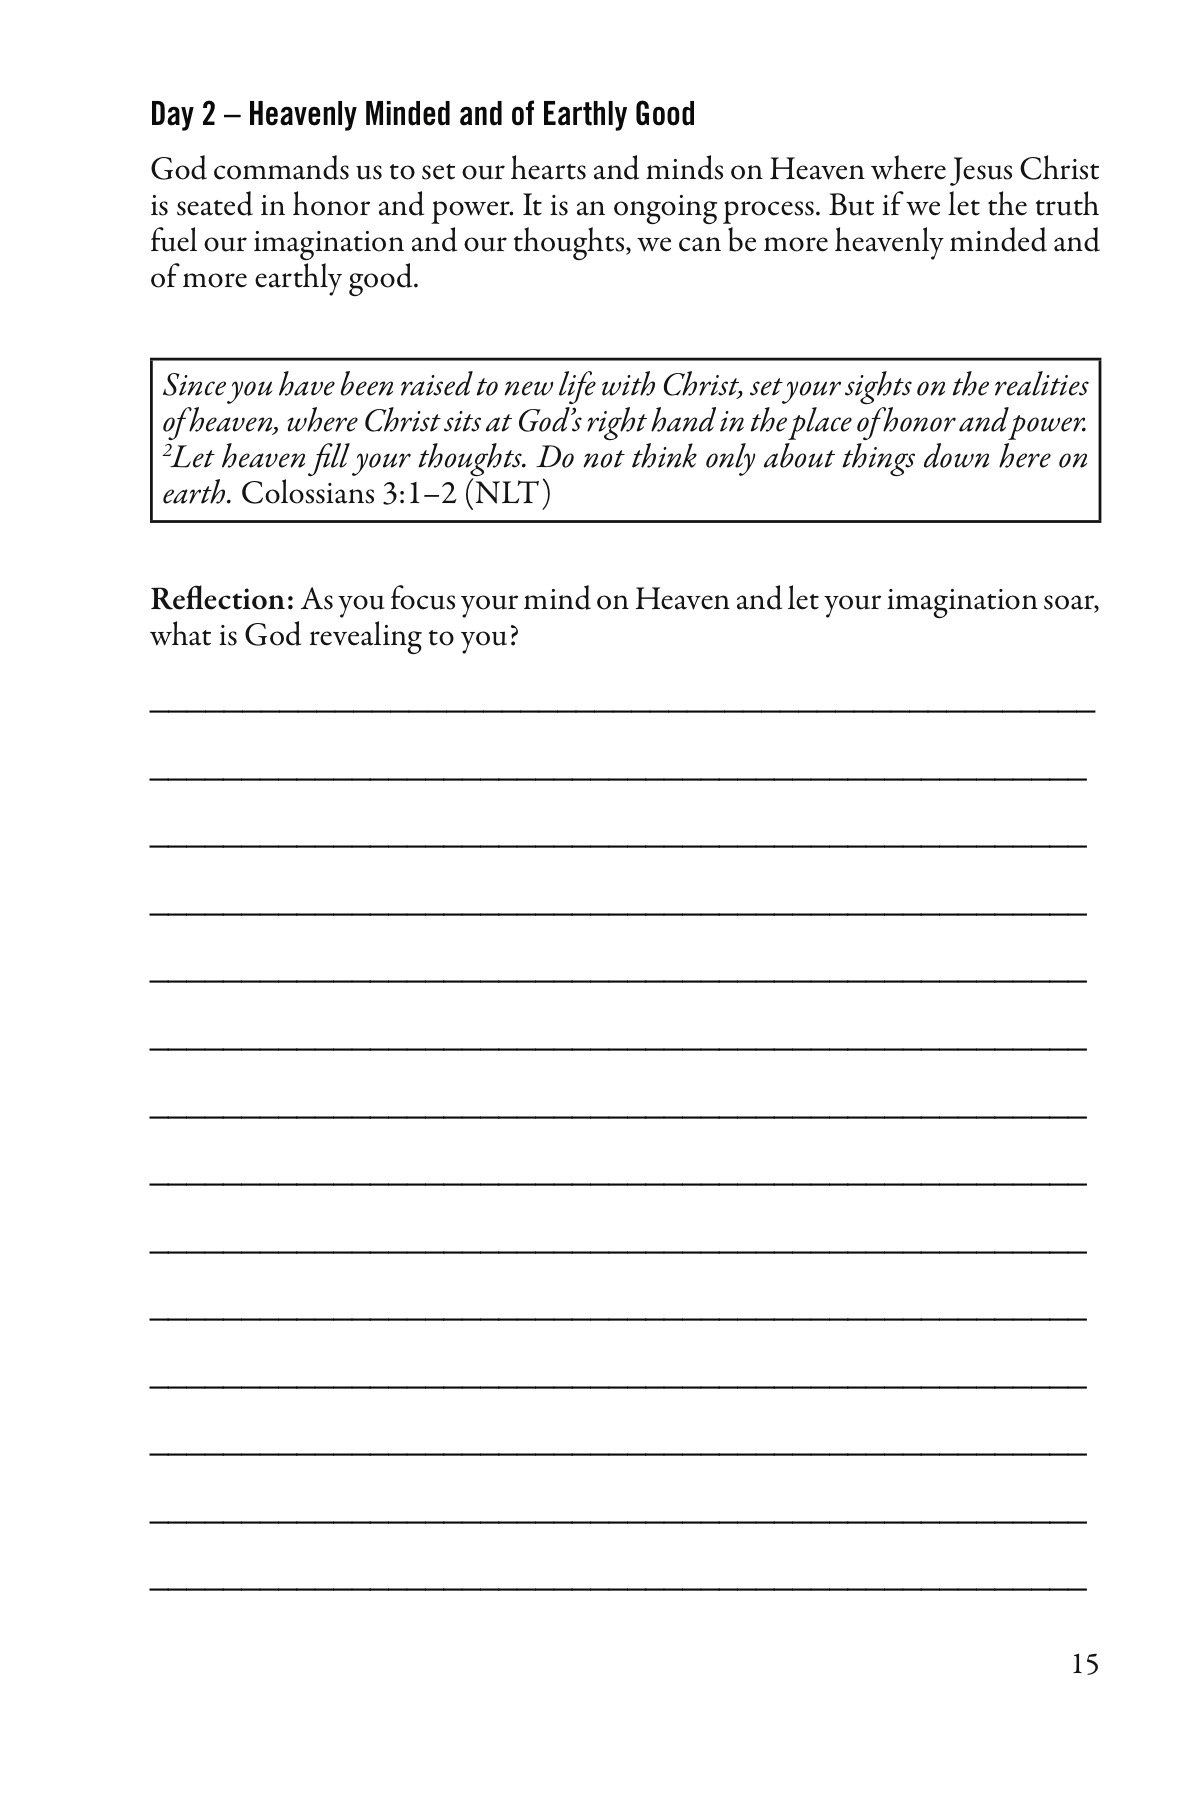 Day 2 – Heavenly Minded and of Earthly Good
God commands us to set our hearts and minds on Heaven where Jesus Christ
is seated in honor and power. It is an ongoing process. But if we let the truth
fuel our imagination and our thoughts, we can be more heavenly minded and
of more earthly good.
Since you have been raised to new life with Christ, set your sights on the realities
of heaven, where Christ sits at God’s right hand in the place of honor and power.
²Let heaven fill your thoughts. Do not think only about things down here on
earth. Colossians 3:1–2 (NLT)
Reflection: As you focus your mind on Heaven and let your imagination soar,
what is God revealing to you?
15